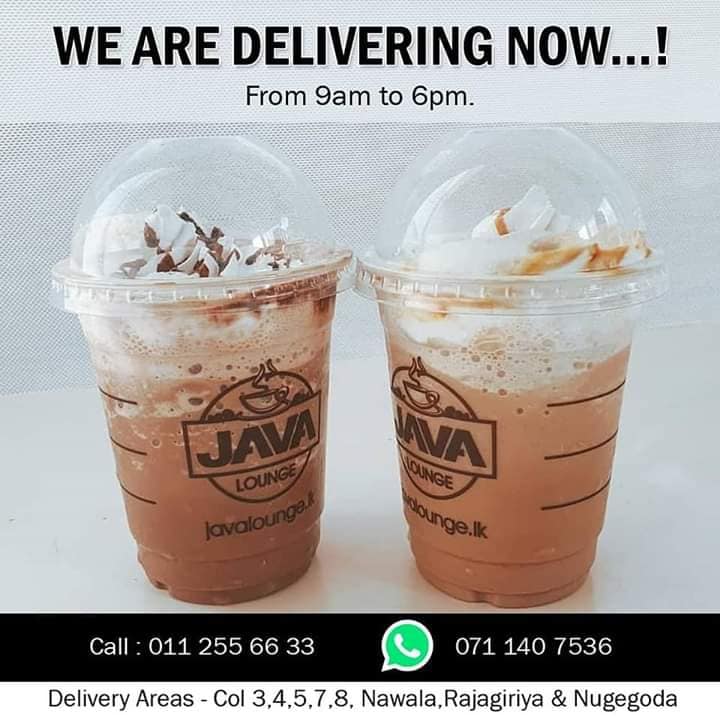 WE ARE DELIVERING NOW...!
From 9am to 6pm.
JAVA
LOUNGE
javalounge.lk
JAVA
LOUNGE
javalounge.lk
Call : 011 255 66 33
071 140 7536
Delivery Areas - Col 3,4,5,7,8, Nawala,Rajagiriya & Nugegoda